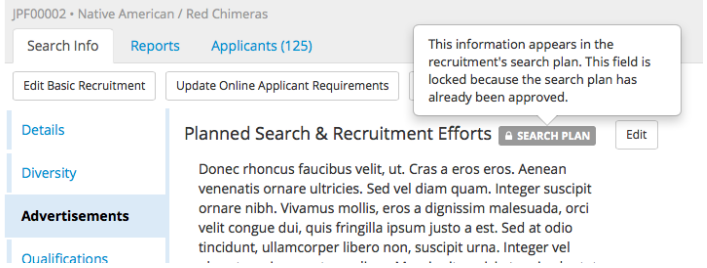 JPF00002 • Native American / Red Chimeras
Search Info Reports Applicants (125)
This information appears in the
recruitment's search plan. This field is
locked because the search plan has
already been approved.
Edit Basic Recruitment Update Online Applicant Requirements
Details
Diversity
Advertisements
Qualifications
Planned Search & Recruitment Efforts SEARCH PLAN Edit
Donec rhoncus faucibus velit, ut. Cras a eros eros. Aenean
venenatis ornare ultricies. Sed vel diam quam. Integer suscipit
ornare nibh. Vivamus mollis, eros a dignissim malesuada, orci
velit congue dui, quis fringilla ipsum justo a est. Sed at odio
tincidunt, ullamcorper libero non, suscipit urna. Integer vel